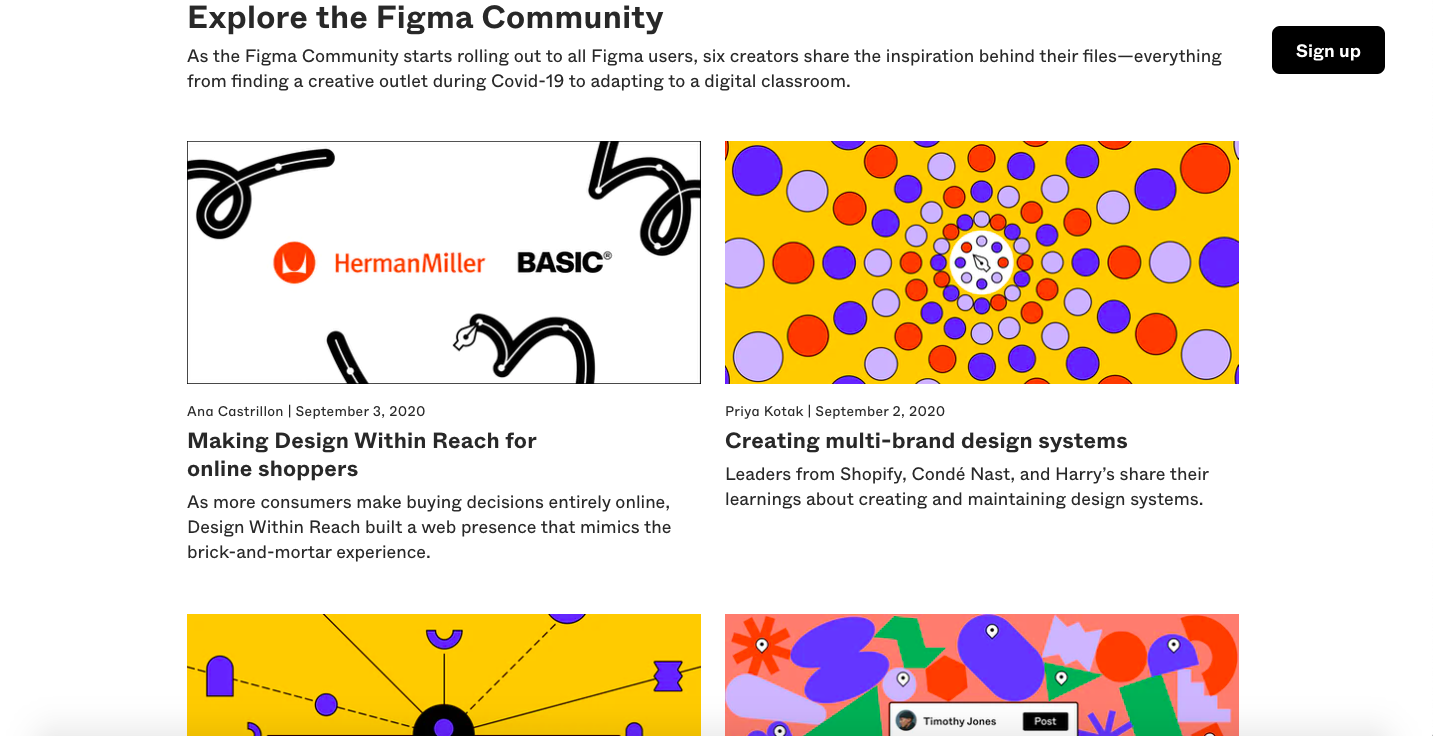 Explore the Figma Community
As the Figma Community starts rolling out to all Figma users, six creators share the inspiration behind their files—everything
from finding a creative outlet during Covid-19 to adapting to a digital classroom.
Sign up
HermanMiller
BASIC®
Ana Castrillon | September 3, 2020
Making Design Within Reach for
online shoppers
As more consumers make buying decisions entirely online,
Design Within Reach built a web presence that mimics the
brick-and-mortar experience.
Priya Kotak | September 2, 2020
Creating multi-brand design systems
Leaders from Shopify, Condé Nast, and Harry’s share their
learnings about creating and maintaining design systems.
Timothy Jones
Post